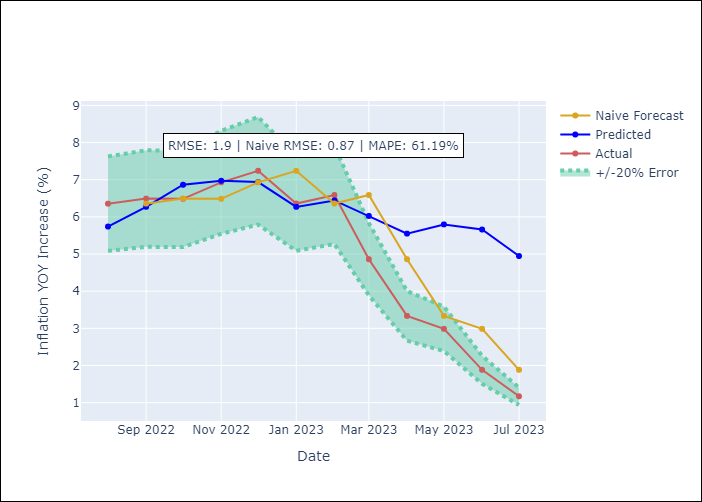 RMSE: 1.9 | Naive RMSE: 0.87 | MAPE: 61.19%
Naive Forecast
Predicted
Actual
+/-20% Error
Inflation YOY Increase (%)
9
8
7
6
5
4
3
2
1
Sep 2022 Nov 2022 Jan 2023 Mar 2023 May 2023 Jul 2023
Date